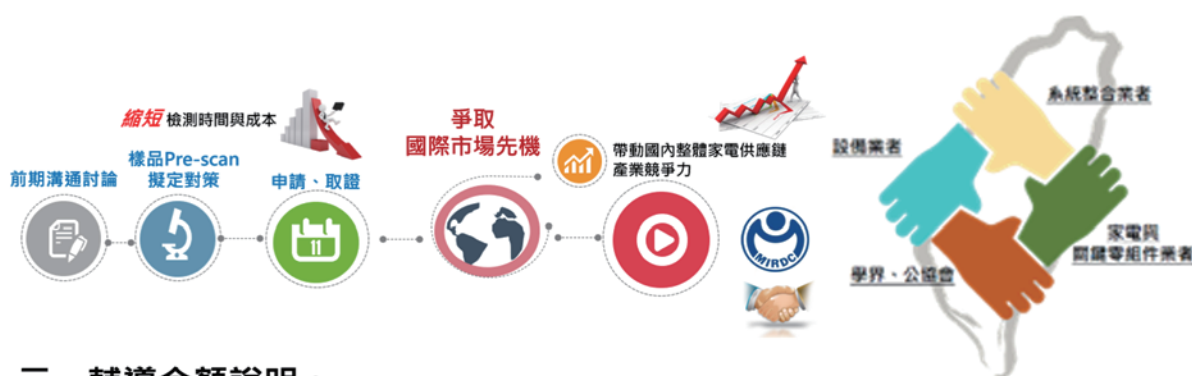 縮短 檢測時間與成本
前期溝通討論
樣品Pre-scan
擬定對策
申請、取證
11
爭取
國際市場先機
帶動國內整體家電供應鏈
產業競爭力
MIRDC
系統整合業者
設備業者
家電與
關鍵零組件業者
學界、公協會